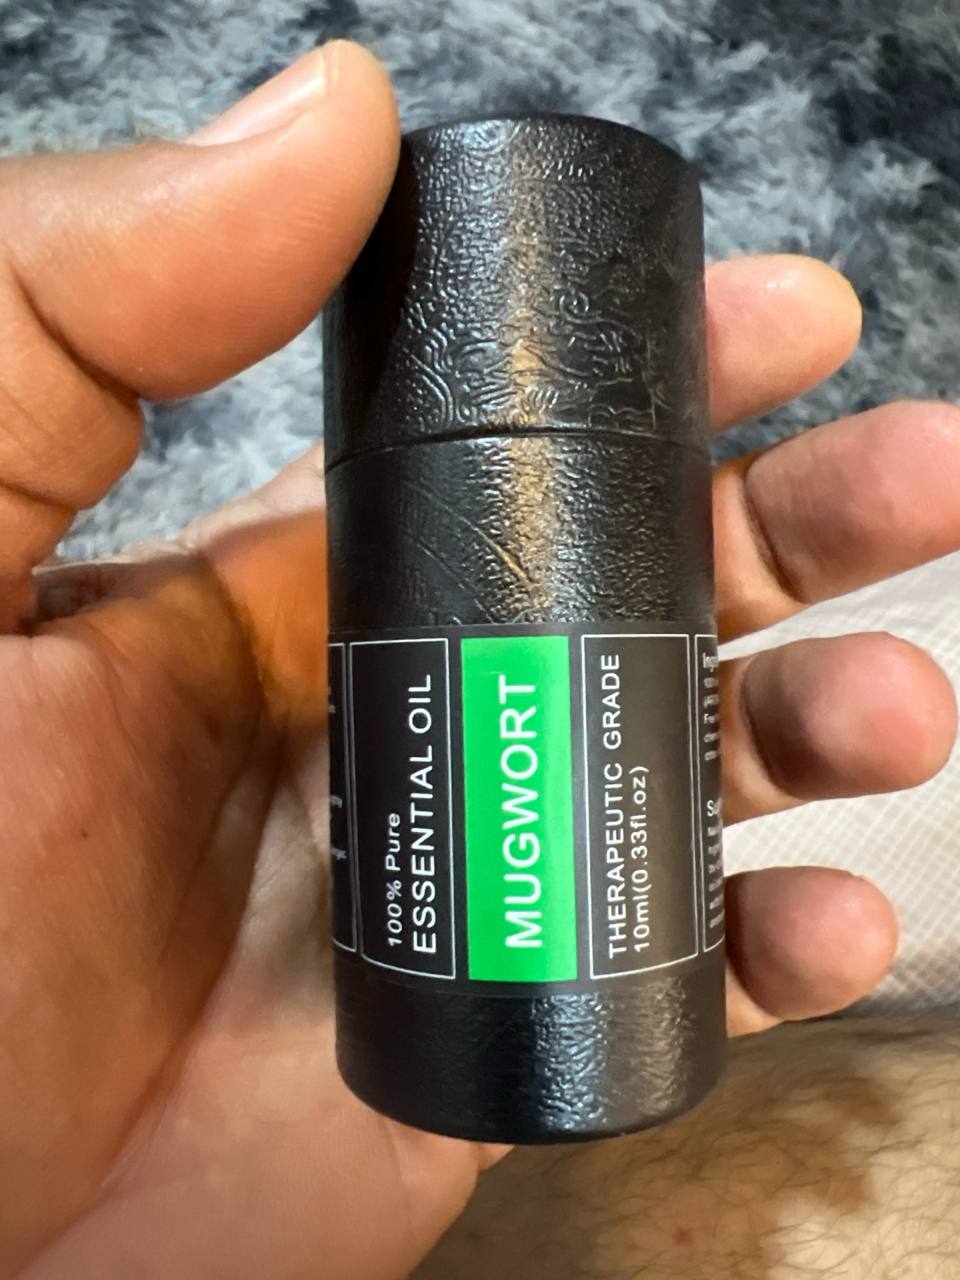 100% Pure
ESSENTIAL OIL
MUGWORT
THERAPEUTIC GRADE
10ml(0.33fl.oz)